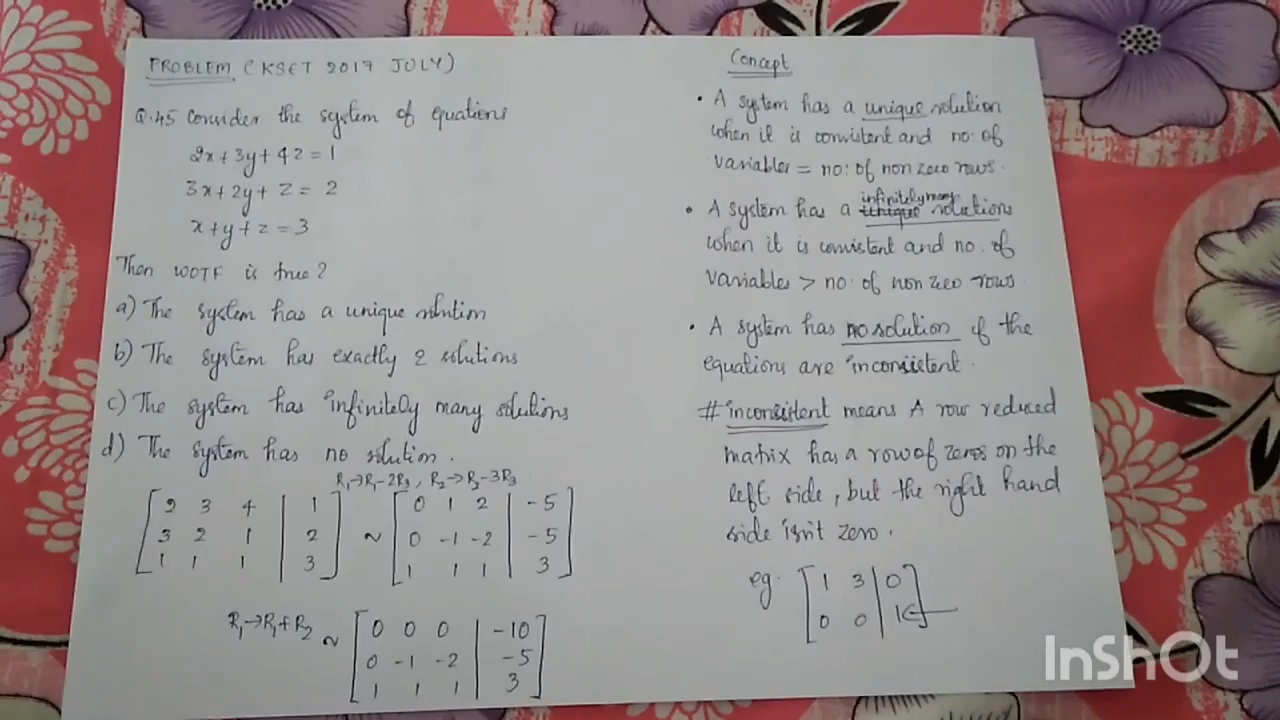 PROBLEM (KSET 2017 JULY)
Q.45 Consider the system of equations
2x+3y+4z=1
3x+2y+z=2
x+y+z=3
Then WOTF is true?
a) The system has a unique solution
b) The system has exactly 2 solutions
c) The system has infinitely many solutions
d) The system has no solution.
R₁→R₁-2R₃, R₂→R₂-3R₃
[ 2 3 4 | 1 ] ~ [ 0 1 2 | -5 ]
[ 3 2 1 | 2 ] [ 0 -1 -2 | -5 ]
[ 1 1 1 | 3 ] [ 1 1 1 | 3 ]
R₁→R₁+R₂ ~ [ 0 0 0 | -10 ]
[ 0 -1 -2 | -5 ]
[ 1 1 1 | 3 ]
Concept
• A system has a unique solution
when it is consistent and no: of
variables = no: of non zero rows.
• A system has a infinitely many solutions
when it is consistent and no. of
variables > no: of non zero rows
• A system has no solution if the
equations are inconsistent.
# inconsistent means A row reduced
matrix has a row of zeros on the
left side, but the right hand
side isn't zero.
eg. [ 1 3 | 0 ]
[ 0 0 | 1 ]
InShOt